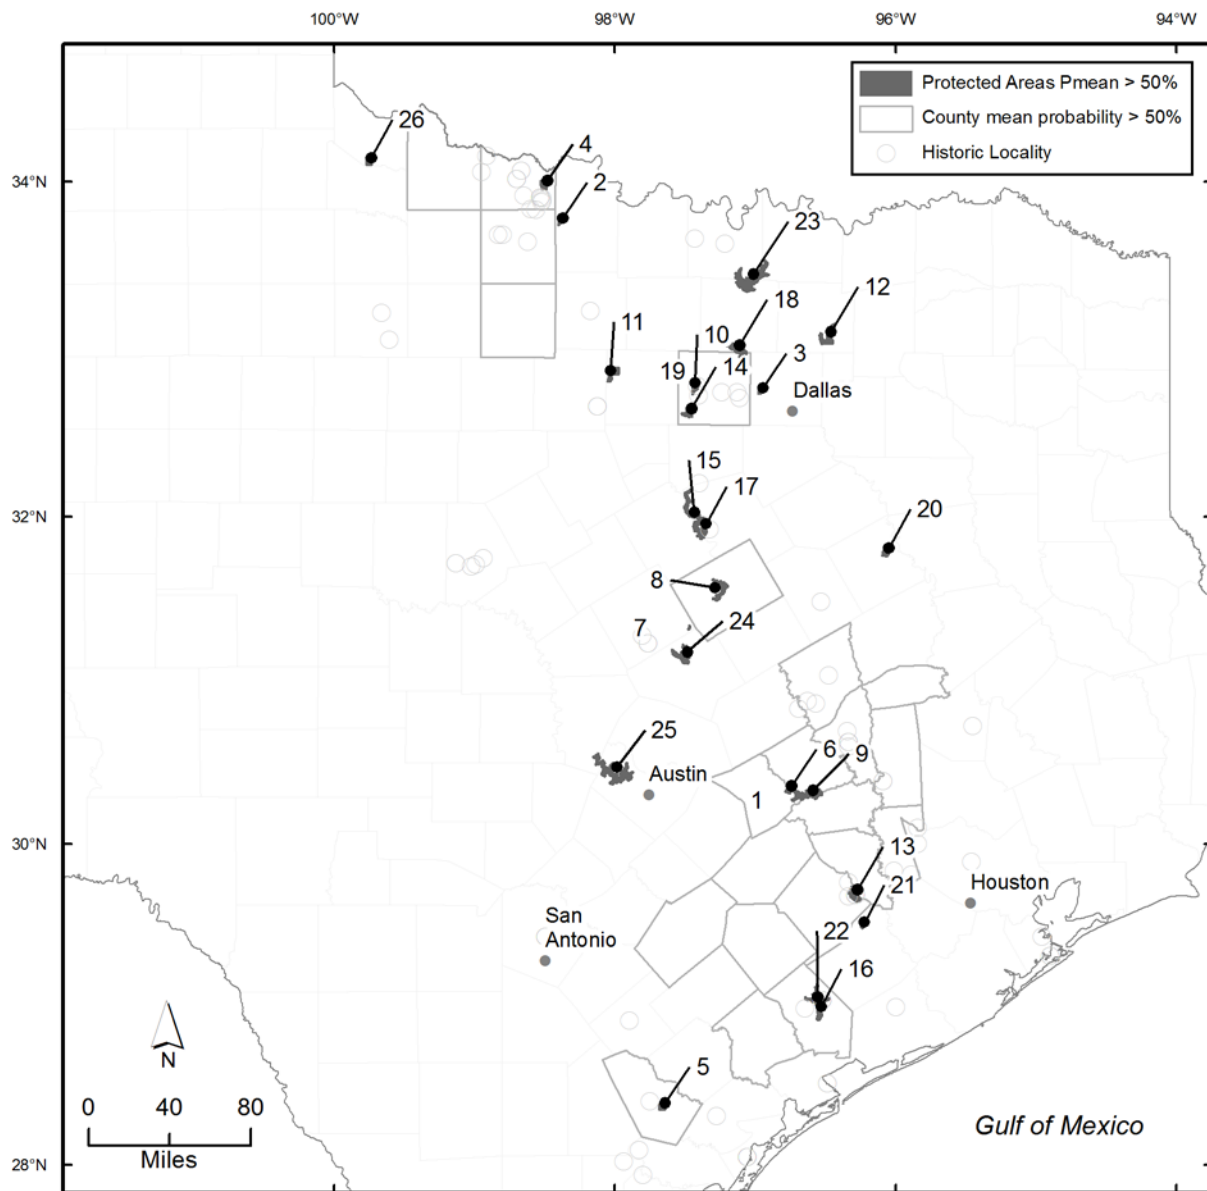 100°W 98°W 96°W 94°W
Protected Areas Pmean > 50%
County mean probability > 50%
Historic Locality
26
4
34°N
2
23
12
18
11
10
3
19
14
Dallas
15
17
32°N
20
8
7
24
25
6
9
Austin
1
30°N
13
21
Houston
San
Antonio
22
16
N
5
0 40 80
Miles
Gulf of Mexico
28°N